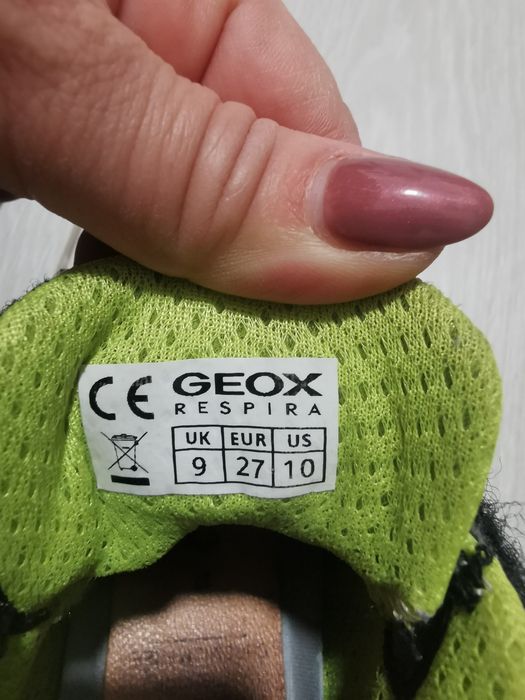 CE GEOX
RESPIRA
UK EUR US
9 27 10